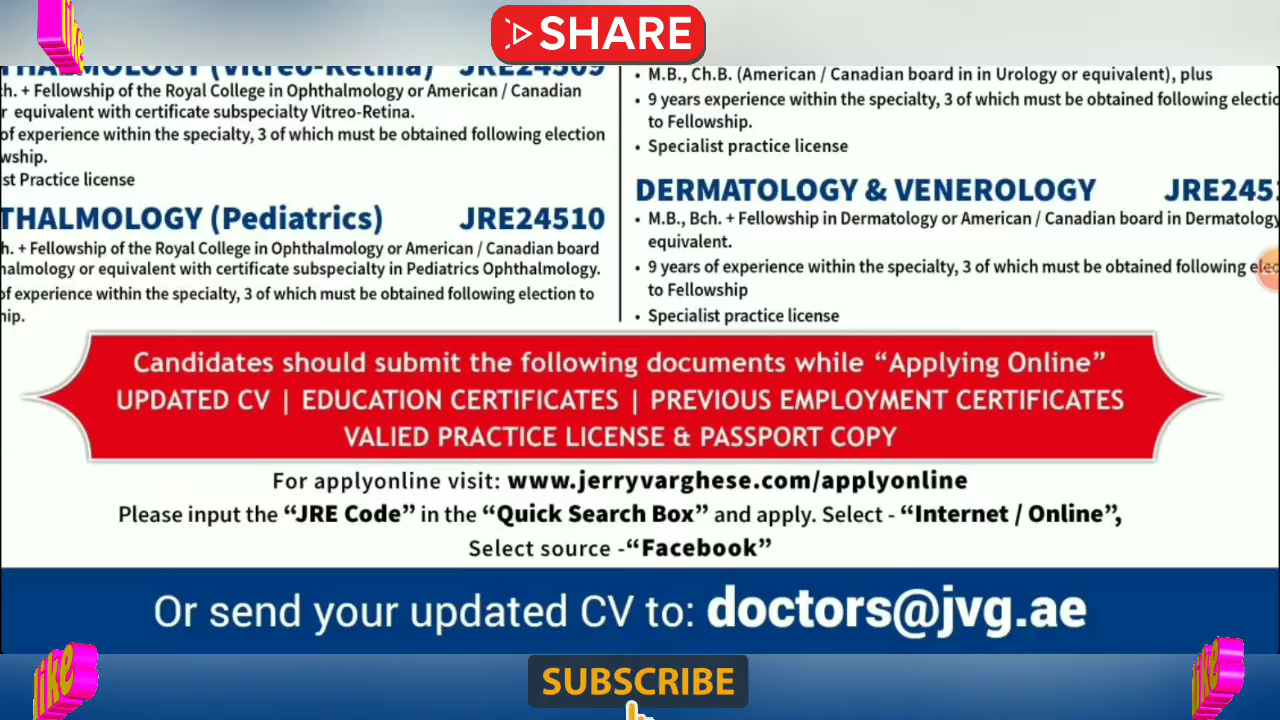 like
SHARE
THALMOLOGY (Vitreo-Retina) JRE24509
ch. + Fellowship of the Royal College in Ophthalmology or American / Canadian
r equivalent with certificate subspecialty Vitreo-Retina.
of experience within the specialty, 3 of which must be obtained following election
wship.
st Practice license
THALMOLOGY (Pediatrics) JRE24510
h. + Fellowship of the Royal College in Ophthalmology or American / Canadian board
halmology or equivalent with certificate subspecialty in Pediatrics Ophthalmology.
of experience within the specialty, 3 of which must be obtained following election to
hip.
• M.B., Ch.B. (American / Canadian board in in Urology or equivalent), plus
• 9 years experience within the specialty, 3 of which must be obtained following electio
to Fellowship.
• Specialist practice license
DERMATOLOGY & VENEROLOGY JRE245
• M.B., Bch. + Fellowship in Dermatology or American / Canadian board in Dermatology
equivalent.
• 9 years of experience within the specialty, 3 of which must be obtained following elec
to Fellowship
• Specialist practice license
Candidates should submit the following documents while “Applying Online”
UPDATED CV | EDUCATION CERTIFICATES | PREVIOUS EMPLOYMENT CERTIFICATES
VALIED PRACTICE LICENSE & PASSPORT COPY
For applyonline visit: www.jerryvarghese.com/applyonline
Please input the “JRE Code” in the “Quick Search Box” and apply. Select - “Internet / Online”,
Select source -“Facebook”
Or send your updated CV to: doctors@jvg.ae
like
SUBSCRIBE
like